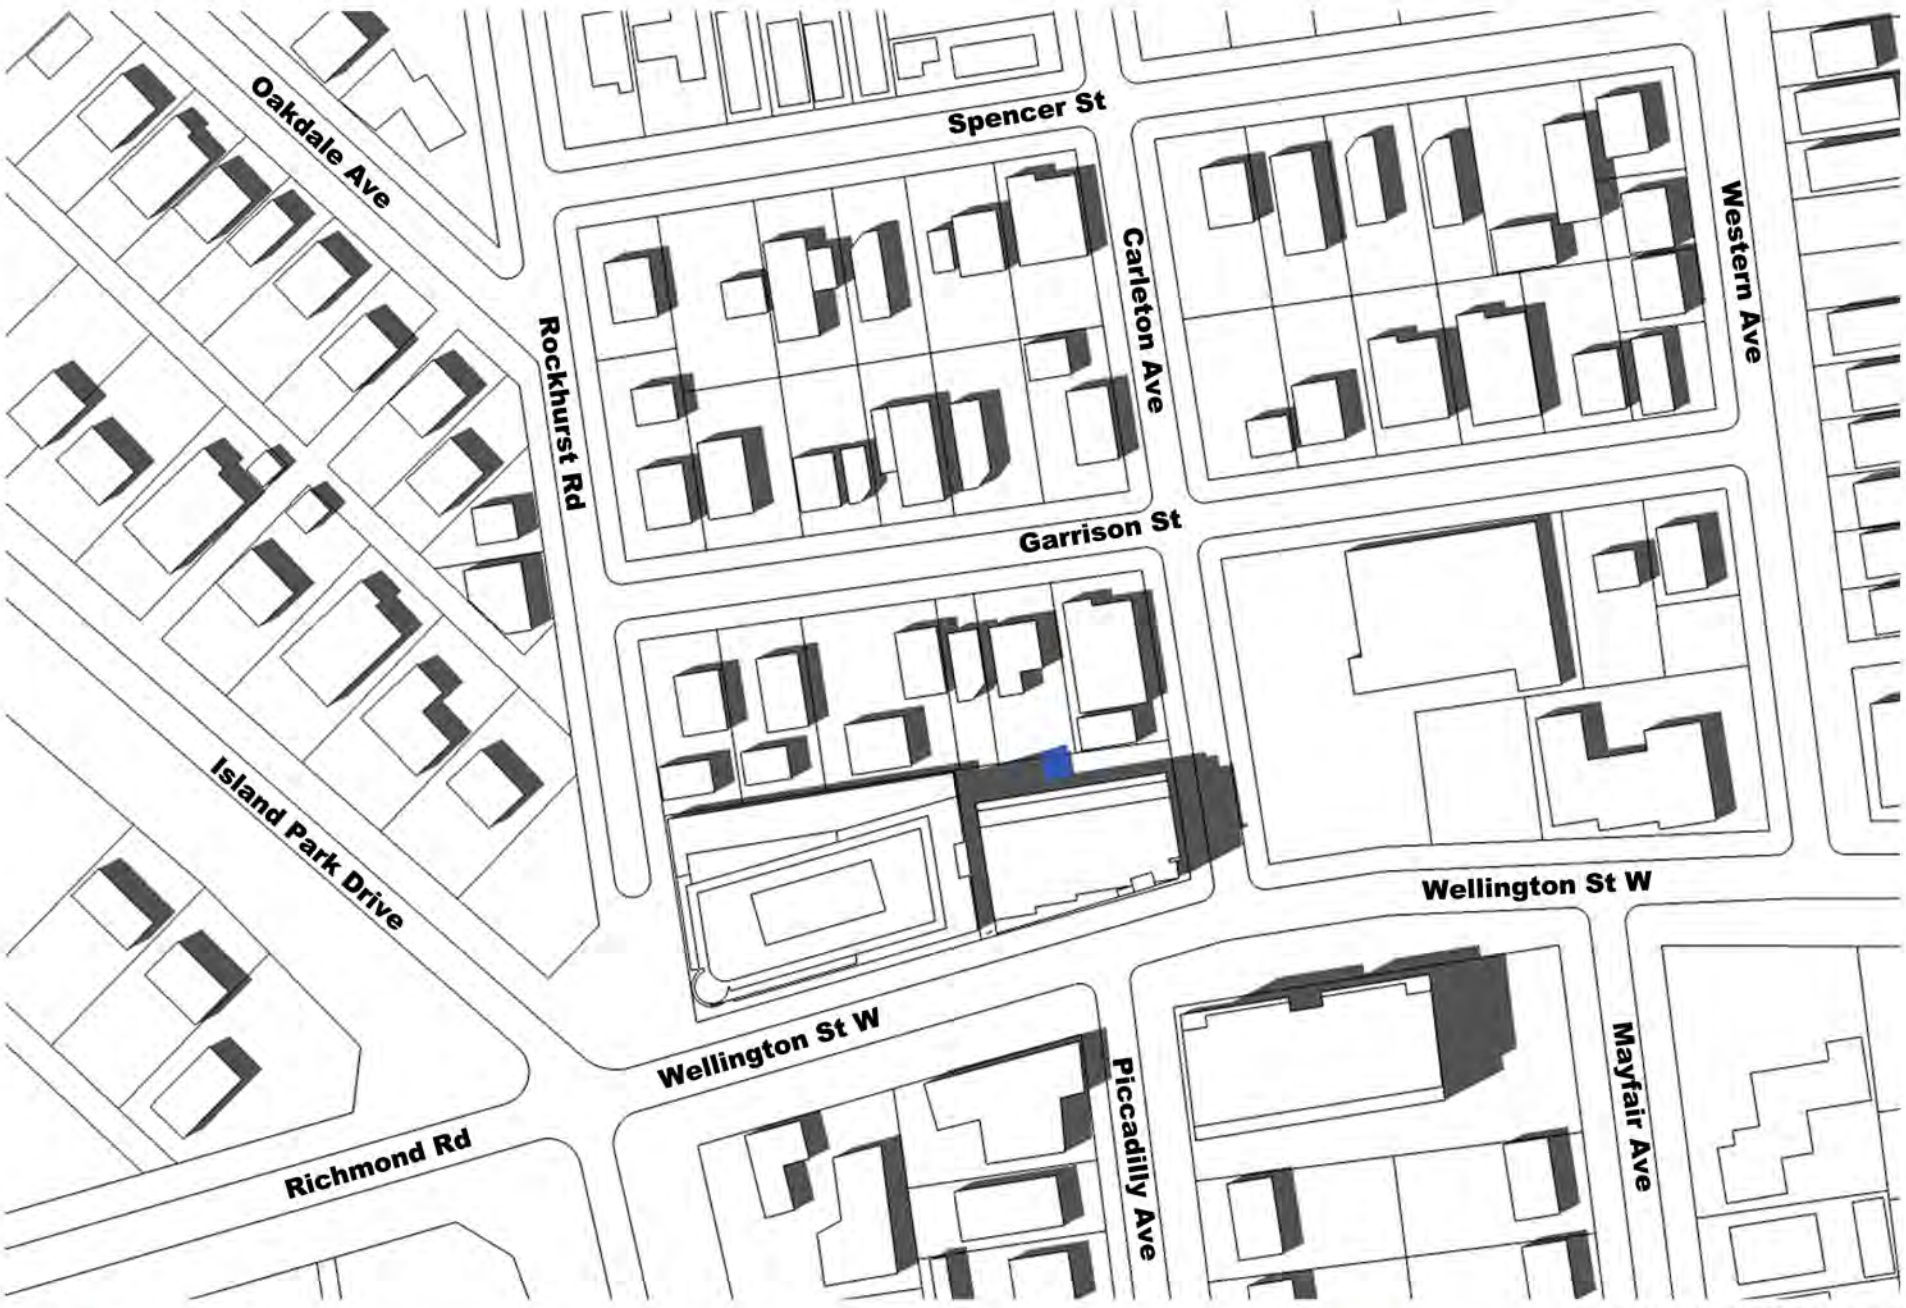 Oakdale Ave
Spencer St
Western Ave
Carleton Ave
Rockhurst Rd
Garrison St
Island Park Drive
Wellington St W
Wellington St W
Mayfair Ave
Piccadilly Ave
Richmond Rd